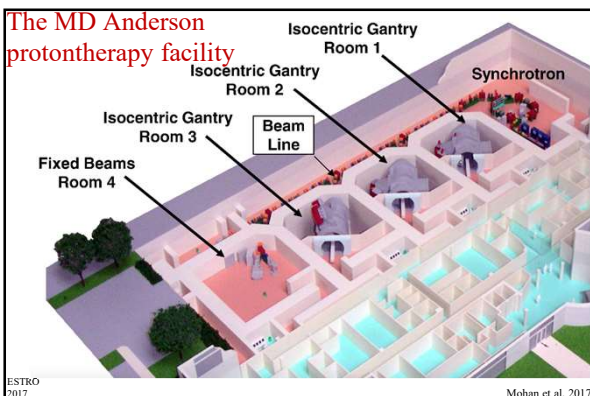 The MD Anderson
protontherapy facility
Isocentric Gantry
Room 1
Isocentric Gantry
Room 2
Synchrotron
Isocentric Gantry
Room 3
Beam
Line
Fixed Beams
Room 4
ESTRO
2017
Mohan et al, 2017